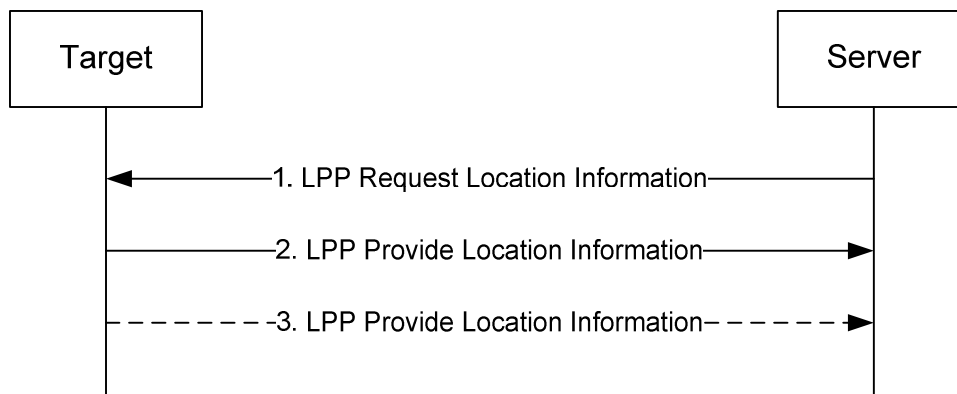 Target
Server
1. LPP Request Location Information
2. LPP Provide Location Information
3. LPP Provide Location Information